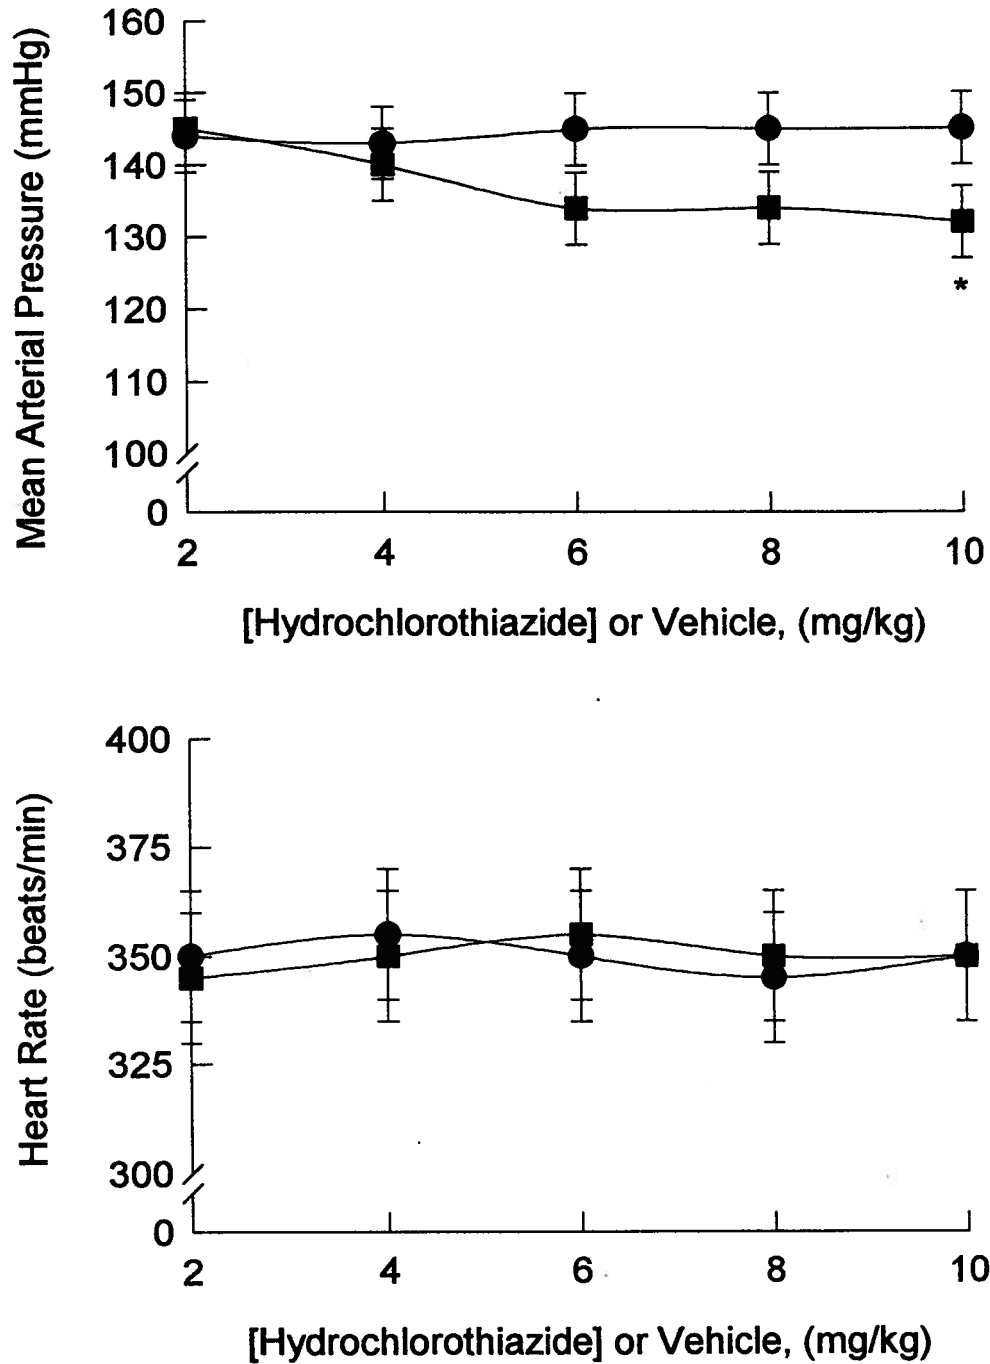 Mean Arterial Pressure (mmHg)
160
150
140
130
120
110
100
0
*
2 4 6 8 10
[Hydrochlorothiazide] or Vehicle, (mg/kg)
Heart Rate (beats/min)
400
375
350
325
300
0
2 4 6 8 10
[Hydrochlorothiazide] or Vehicle, (mg/kg)